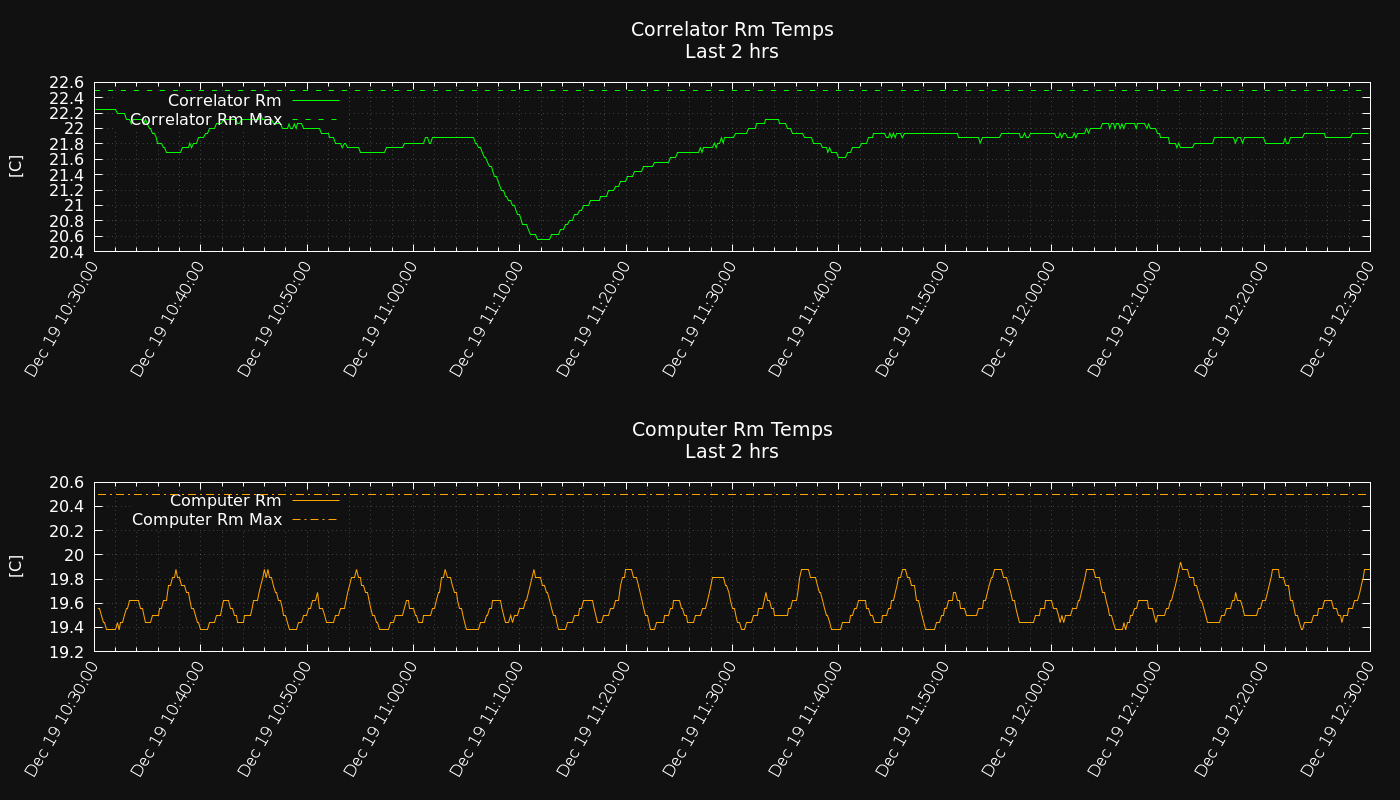 Correlator Rm Temps
Last 2 hrs
22.6
22.4
22.2
22
21.8
21.6
21.4
21.2
21
20.8
20.6
20.4
[C]
Correlator Rm
Correlator Rm Max
Dec 19 10:30:00
Dec 19 10:40:00
Dec 19 10:50:00
Dec 19 11:00:00
Dec 19 11:10:00
Dec 19 11:20:00
Dec 19 11:30:00
Dec 19 11:40:00
Dec 19 11:50:00
Dec 19 12:00:00
Dec 19 12:10:00
Dec 19 12:20:00
Dec 19 12:30:00
Computer Rm Temps
Last 2 hrs
20.6
20.4
20.2
20
19.8
19.6
19.4
19.2
[C]
Computer Rm
Computer Rm Max
Dec 19 10:30:00
Dec 19 10:40:00
Dec 19 10:50:00
Dec 19 11:00:00
Dec 19 11:10:00
Dec 19 11:20:00
Dec 19 11:30:00
Dec 19 11:40:00
Dec 19 11:50:00
Dec 19 12:00:00
Dec 19 12:10:00
Dec 19 12:20:00
Dec 19 12:30:00